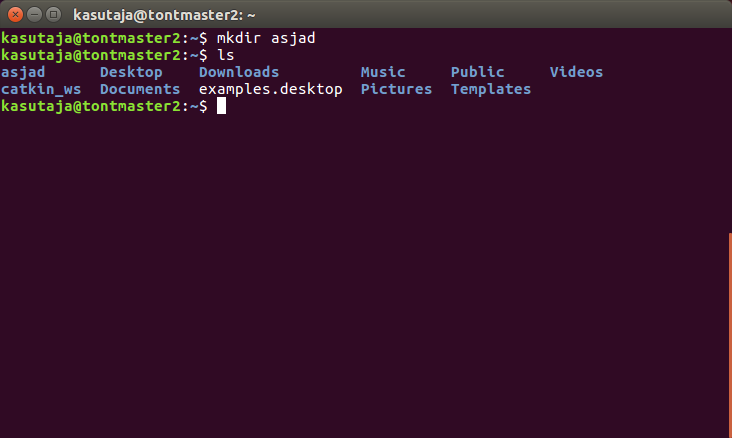 kasutaja@tontmaster2: ~
kasutaja@tontmaster2:~$ mkdir asjad
kasutaja@tontmaster2:~$ ls
asjad      Desktop    Downloads         Music     Public     Videos
catkin_ws  Documents  examples.desktop  Pictures  Templates
kasutaja@tontmaster2:~$